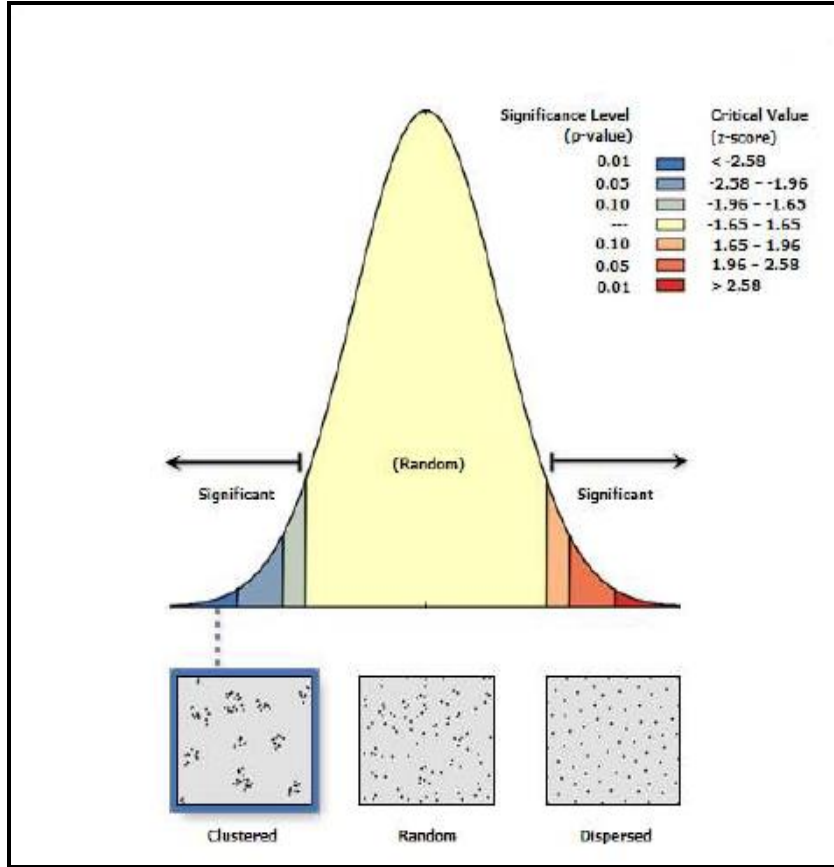 Significance Level Critical Value
(p-value) (z-score)
0.01 < -2.58
0.05 -2.58 – -1.96
0.10 -1.96 – -1.65
--- -1.65 – 1.65
0.10 1.65 – 1.96
0.05 1.96 – 2.58
0.01 > 2.58
(Random)
Significant Significant
Clustered Random Dispersed